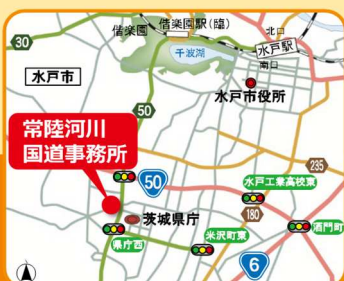 偕楽園駅(臨)
偕楽園
北口
水戸駅
南口
30
千波湖
水戸市
水戸市役所
50
常陸河川
国道事務所
235
水戸工業高校東
50
180
茨城県庁
酒門町
県庁西
米沢町東
6